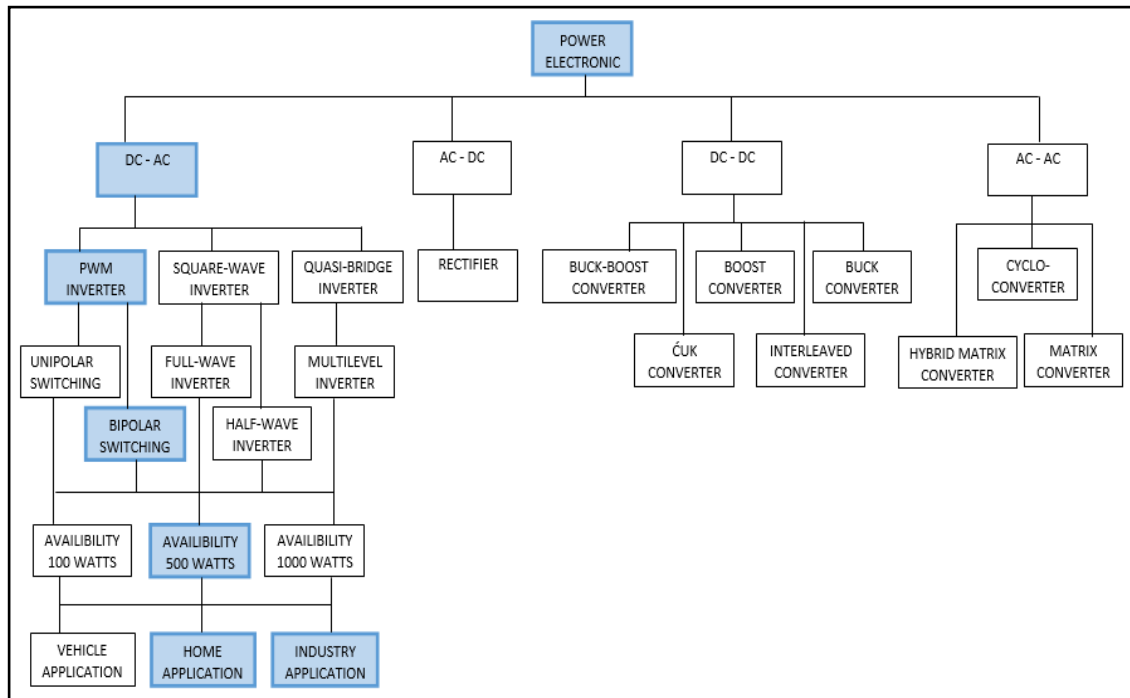 POWER
ELECTRONIC
DC - AC
AC - DC
DC - DC
AC - AC
PWM
INVERTER
SQUARE-WAVE
INVERTER
QUASI-BRIDGE
INVERTER
RECTIFIER
BUCK-BOOST
CONVERTER
BOOST
CONVERTER
BUCK
CONVERTER
CYCLO-
CONVERTER
UNIPOLAR
SWITCHING
FULL-WAVE
INVERTER
MULTILEVEL
INVERTER
ĆUK
CONVERTER
INTERLEAVED
CONVERTER
HYBRID MATRIX
CONVERTER
MATRIX
CONVERTER
BIPOLAR
SWITCHING
HALF-WAVE
INVERTER
AVAILIBILITY
100 WATTS
AVAILIBILITY
500 WATTS
AVAILIBILITY
1000 WATTS
VEHICLE
APPLICATION
HOME
APPLICATION
INDUSTRY
APPLICATION